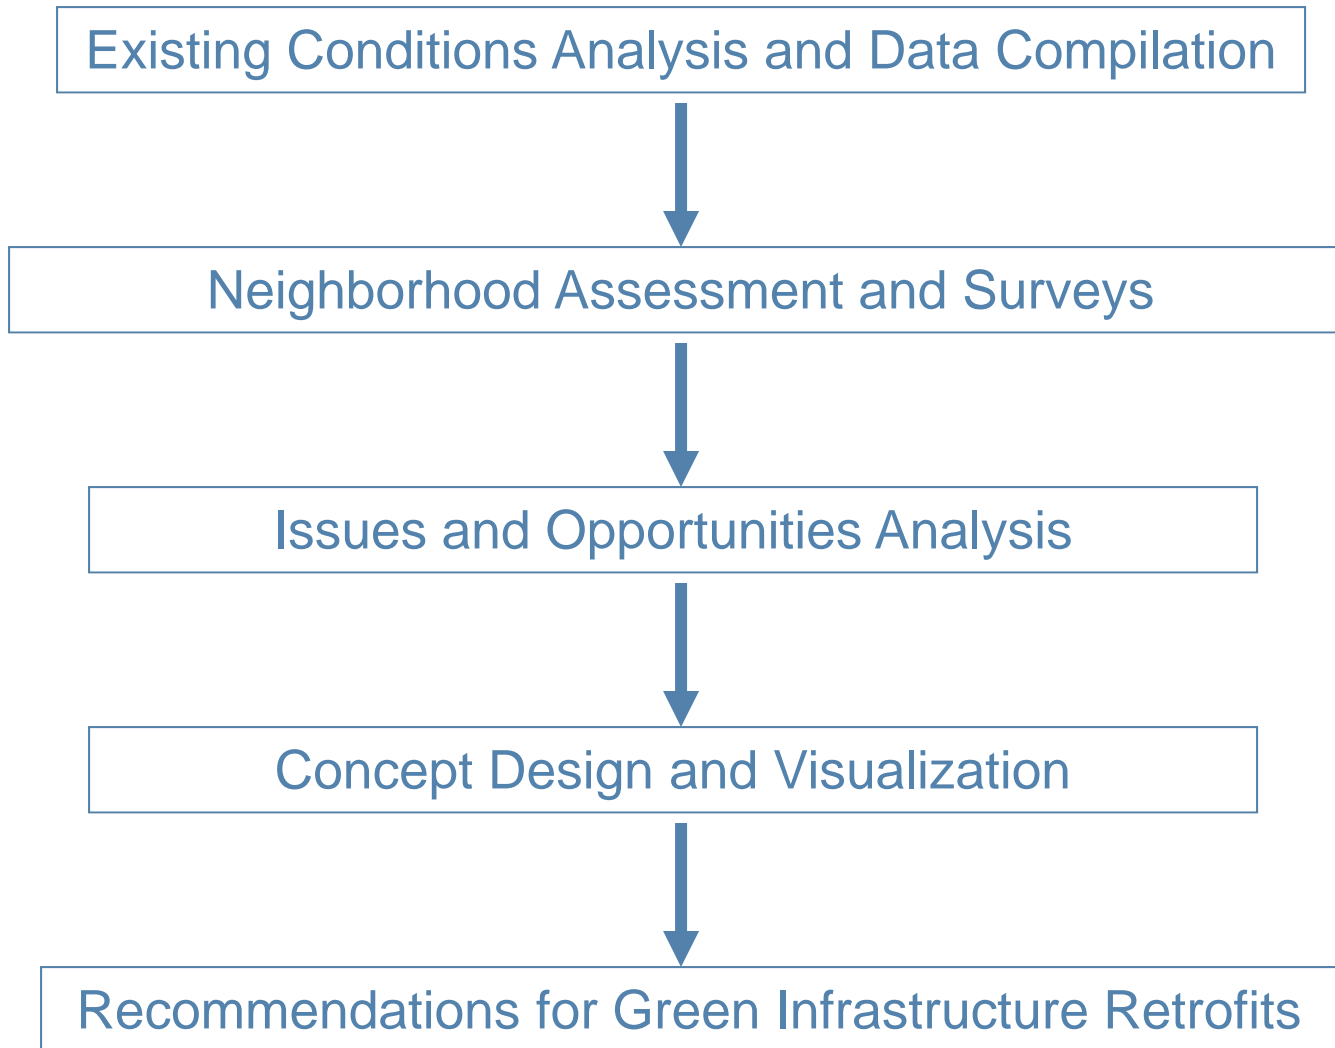 Existing Conditions Analysis and Data Compilation
Neighborhood Assessment and Surveys
Issues and Opportunities Analysis
Concept Design and Visualization
Recommendations for Green Infrastructure Retrofits